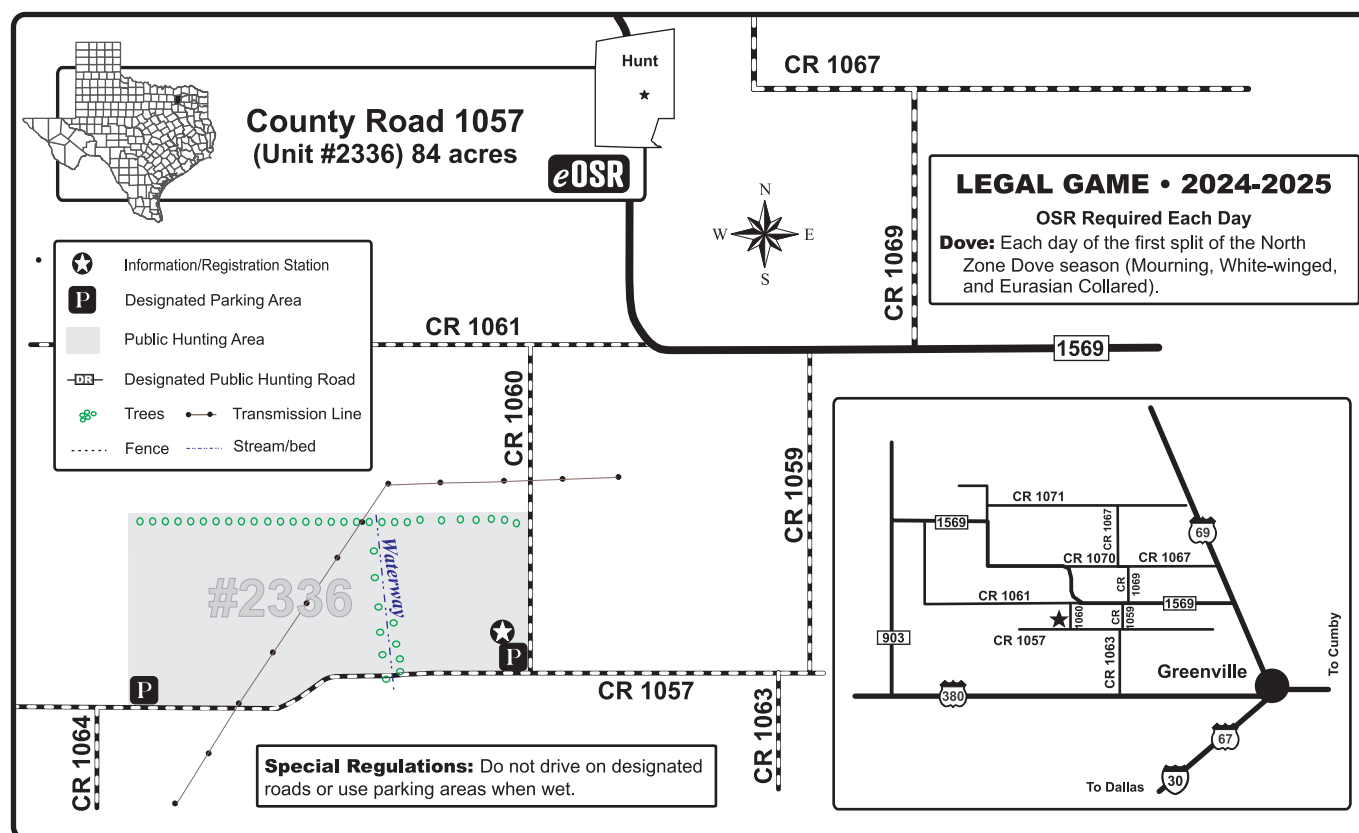 Hunt
CR 1067
County Road 1057
(Unit #2336) 84 acres
eOSR
LEGAL GAME • 2024-2025
OSR Required Each Day
Dove: Each day of the first split of the North
Zone Dove season (Mourning, White-winged,
and Eurasian Collared).
N
W E
S
CR 1069
Information/Registration Station
P Designated Parking Area
Public Hunting Area
DR Designated Public Hunting Road
Trees Transmission Line
Fence Stream/bed
CR 1061
1569
CR 1060
CR 1059
Waterway
#2336
P
P
CR 1057
CR 1064
CR 1063
Special Regulations: Do not drive on designated
roads or use parking areas when wet.
CR 1071
1569
CR 1067
69
CR 1070
CR 1067
CR 1069
CR 1061
1569
1060
CR 1059
CR 1057
903
CR 1063
Greenville
To Cumby
380
67
To Dallas
30